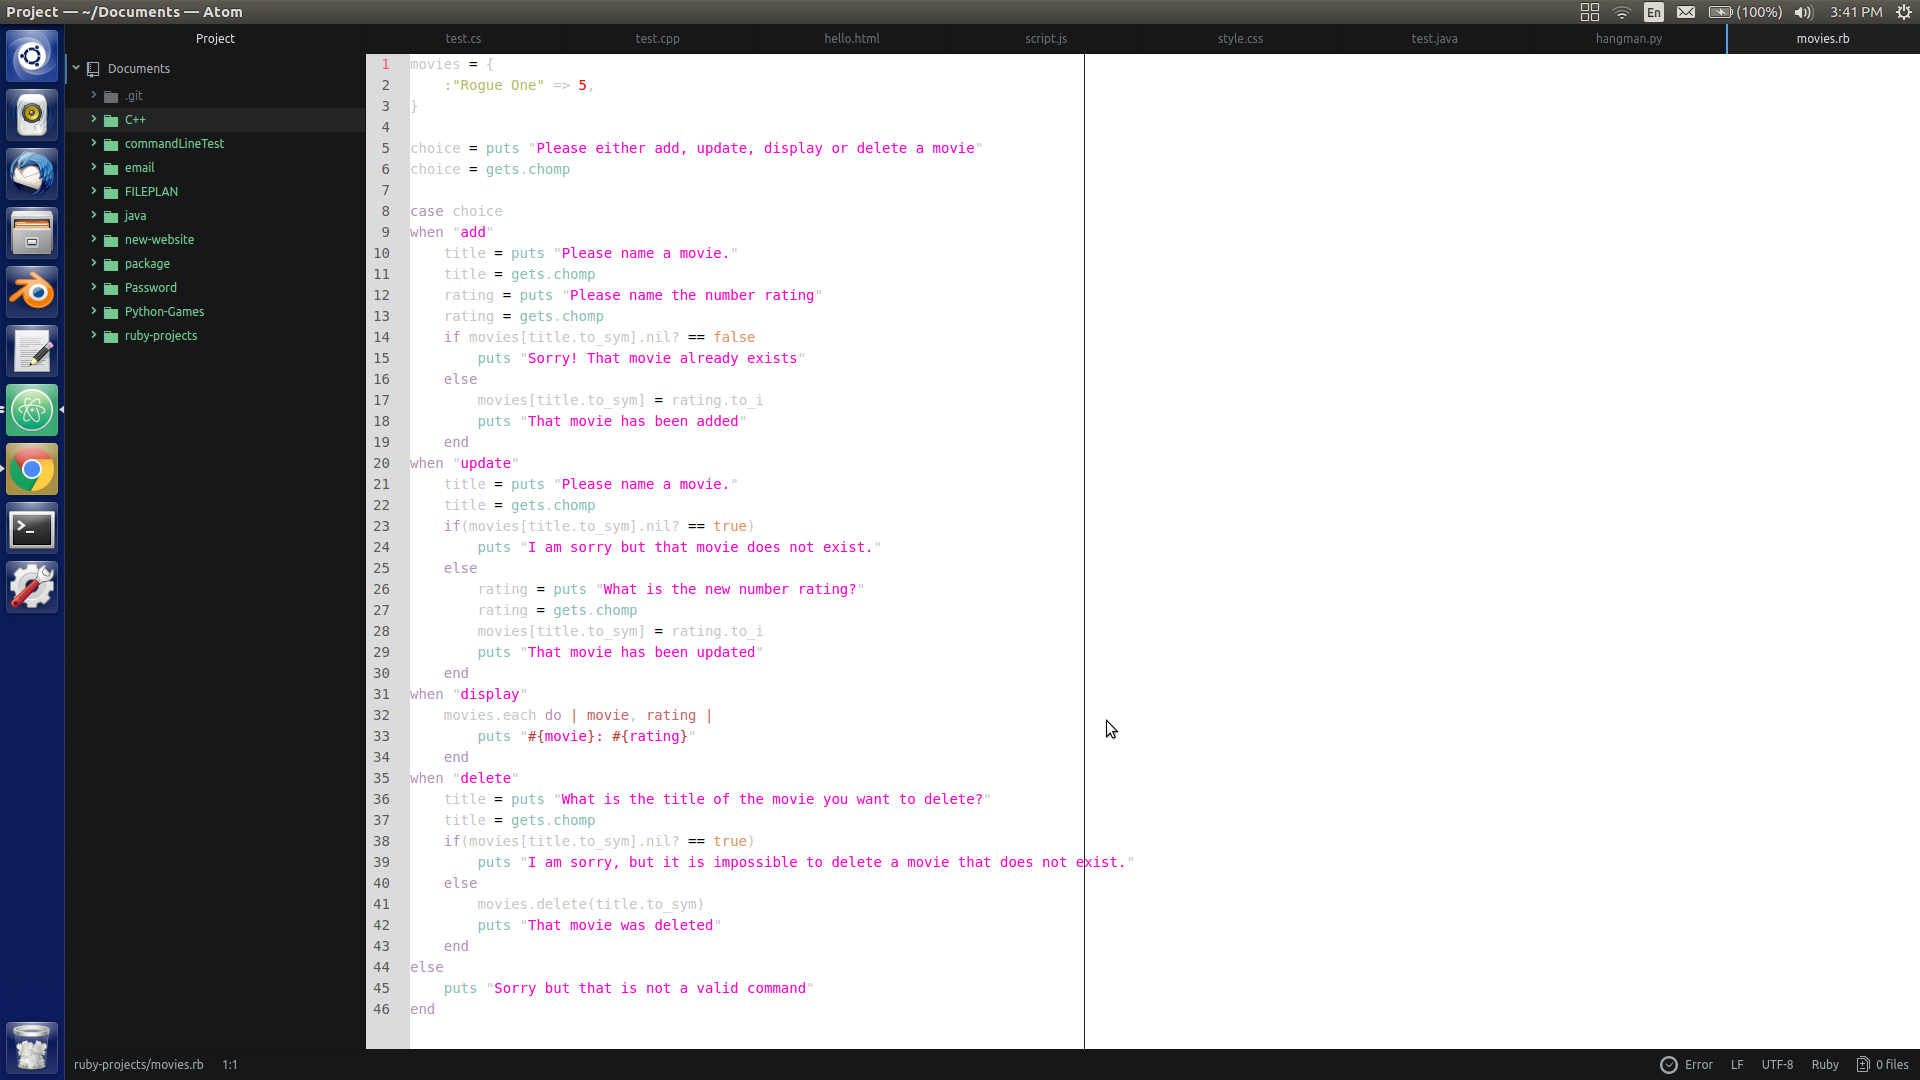 Project — ~/Documents — Atom
En (100%) 3:41 PM
Project
test.cs test.cpp hello.html script.js style.css test.java hangman.py movies.rb
Documents
.git
C++
commandLineTest
email
FILEPLAN
java
new-website
package
Password
Python-Games
ruby-projects
1 movies = {
2     :"Rogue One" => 5,
3 }
4
5 choice = puts "Please either add, update, display or delete a movie"
6 choice = gets.chomp
7
8 case choice
9 when "add"
10     title = puts "Please name a movie."
11     title = gets.chomp
12     rating = puts "Please name the number rating"
13     rating = gets.chomp
14     if movies[title.to_sym].nil? == false
15         puts "Sorry! That movie already exists"
16     else
17         movies[title.to_sym] = rating.to_i
18         puts "That movie has been added"
19     end
20 when "update"
21     title = puts "Please name a movie."
22     title = gets.chomp
23     if(movies[title.to_sym].nil? == true)
24         puts "I am sorry but that movie does not exist."
25     else
26         rating = puts "What is the new number rating?"
27         rating = gets.chomp
28         movies[title.to_sym] = rating.to_i
29         puts "That movie has been updated"
30     end
31 when "display"
32     movies.each do | movie, rating |
33         puts "#{movie}: #{rating}"
34     end
35 when "delete"
36     title = puts "What is the title of the movie you want to delete?"
37     title = gets.chomp
38     if(movies[title.to_sym].nil? == true)
39         puts "I am sorry, but it is impossible to delete a movie that does not exist."
40     else
41         movies.delete(title.to_sym)
42         puts "That movie was deleted"
43     end
44 else
45     puts "Sorry but that is not a valid command"
46 end
ruby-projects/movies.rb 1:1 Error LF UTF-8 Ruby 0 files